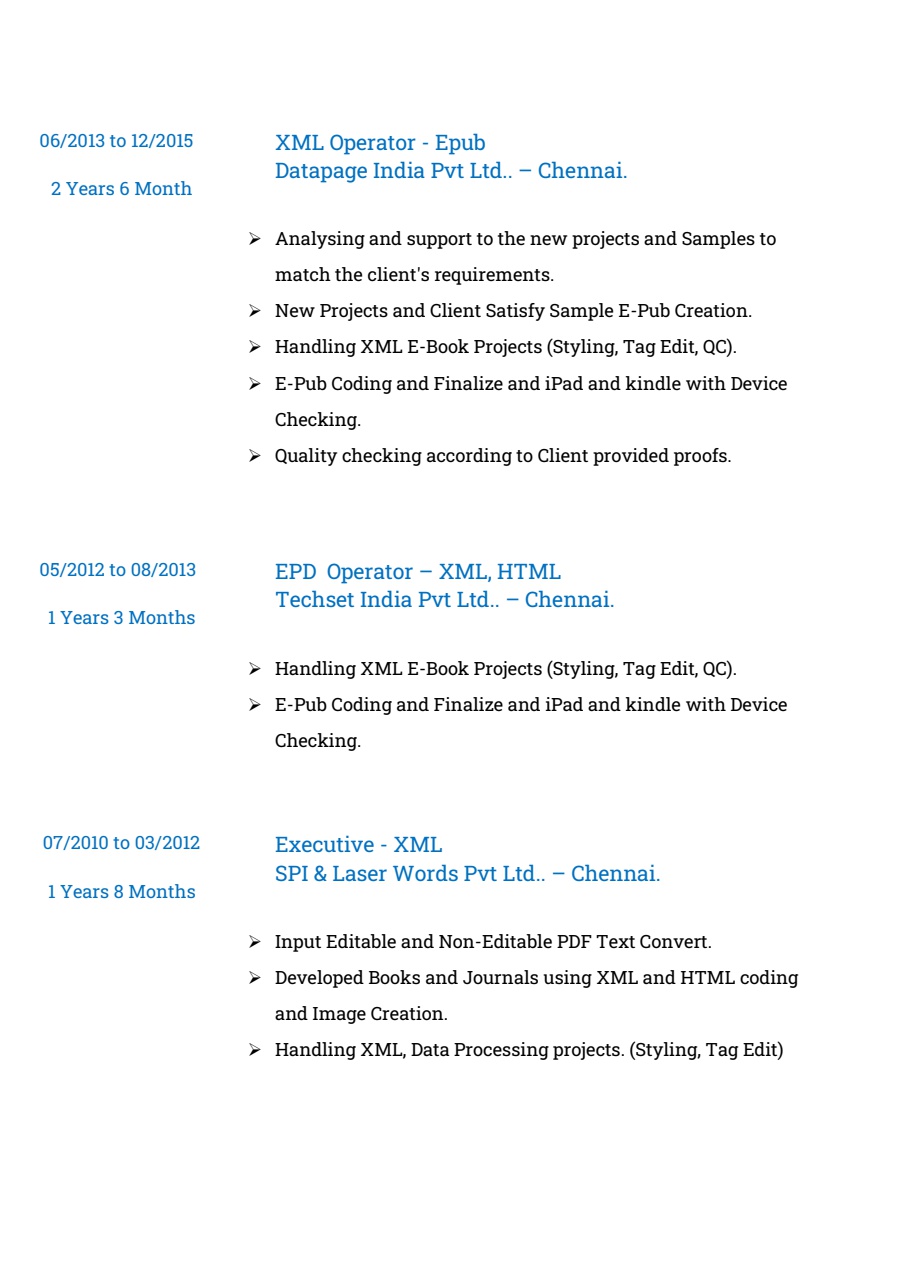 06/2013 to 12/2015
2 Years 6 Month
XML Operator - Epub
Datapage India Pvt Ltd.. – Chennai.
➢ Analysing and support to the new projects and Samples to
match the client's requirements.
➢ New Projects and Client Satisfy Sample E-Pub Creation.
➢ Handling XML E-Book Projects (Styling, Tag Edit, QC).
➢ E-Pub Coding and Finalize and iPad and kindle with Device
Checking.
➢ Quality checking according to Client provided proofs.
05/2012 to 08/2013
1 Years 3 Months
EPD  Operator – XML, HTML
Techset India Pvt Ltd.. – Chennai.
➢ Handling XML E-Book Projects (Styling, Tag Edit, QC).
➢ E-Pub Coding and Finalize and iPad and kindle with Device
Checking.
07/2010 to 03/2012
1 Years 8 Months
Executive - XML
SPI & Laser Words Pvt Ltd.. – Chennai.
➢ Input Editable and Non-Editable PDF Text Convert.
➢ Developed Books and Journals using XML and HTML coding
and Image Creation.
➢ Handling XML, Data Processing projects. (Styling, Tag Edit)